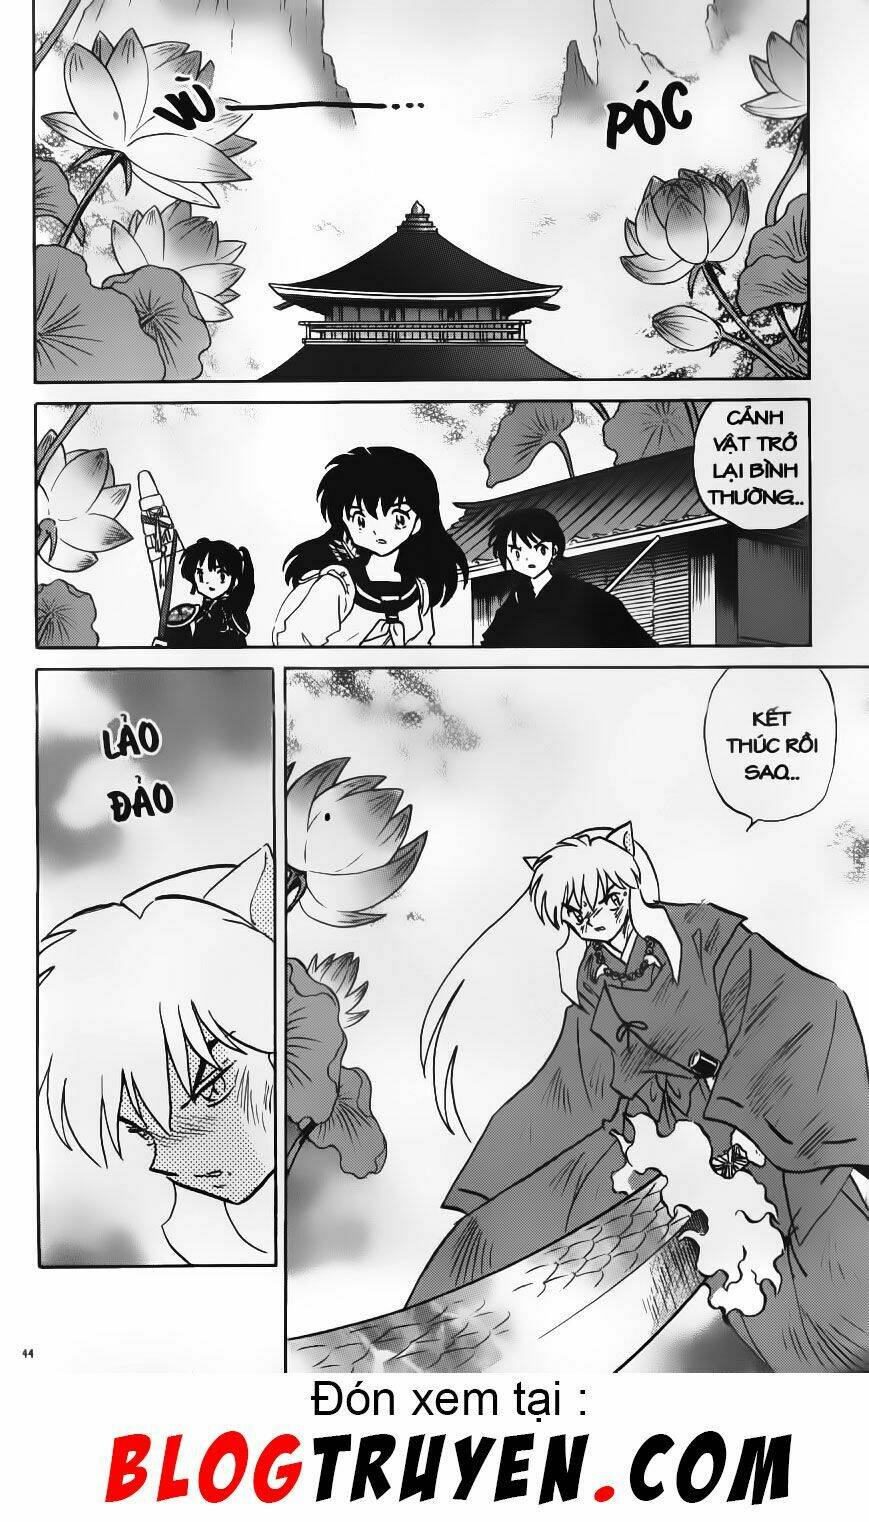 VÙ
PÓC
CẢNH
VẬT TRỞ
LẠI BÌNH
THƯỜNG..
KẾT
THÚC RỒI
SAO..
LẢO
ĐẢO
44
Đón xem tại :
BLOGTRUYEN.COM